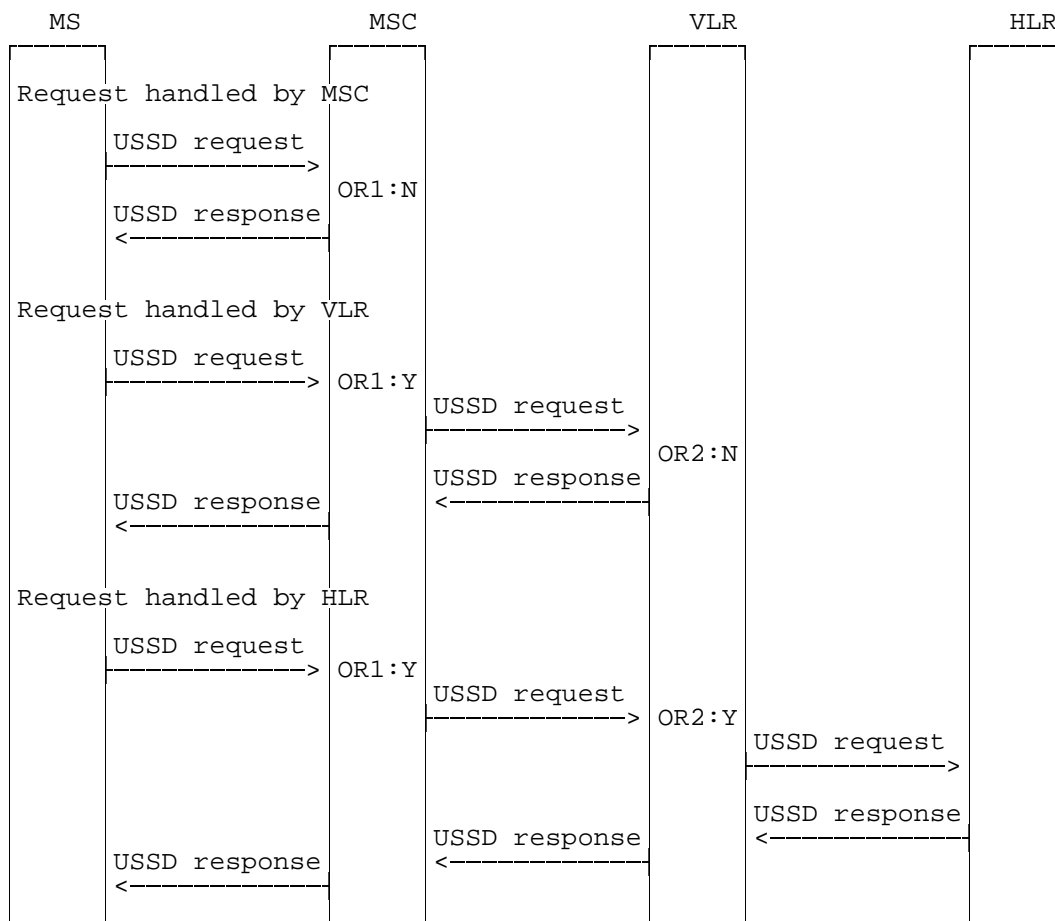 MS MSC VLR HLR
Request handled by MSC
USSD request
OR1:N
USSD response
Request handled by VLR
USSD request
OR1:Y
USSD request
OR2:N
USSD response
USSD response
Request handled by HLR
USSD request
OR1:Y
USSD request
OR2:Y
USSD request
USSD response
USSD response
USSD response